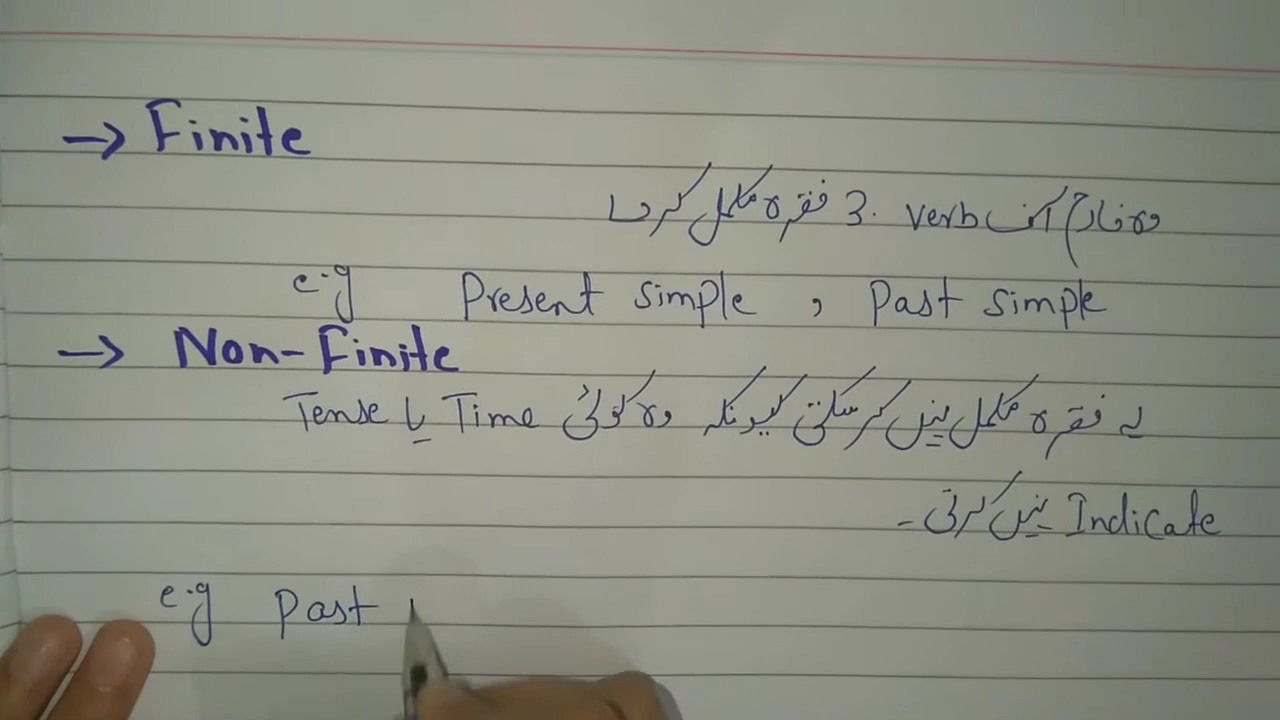 → Finite
وہ فارم آف verb جو فقرہ مکمل کرے
e.g Present simple , Past simple
→ Non-Finite
یہ فقرہ مکمل نہیں کر سکتی کیونکہ وہ کوئی Time یا Tense
Indicate نہیں کرتی۔
e.g Past